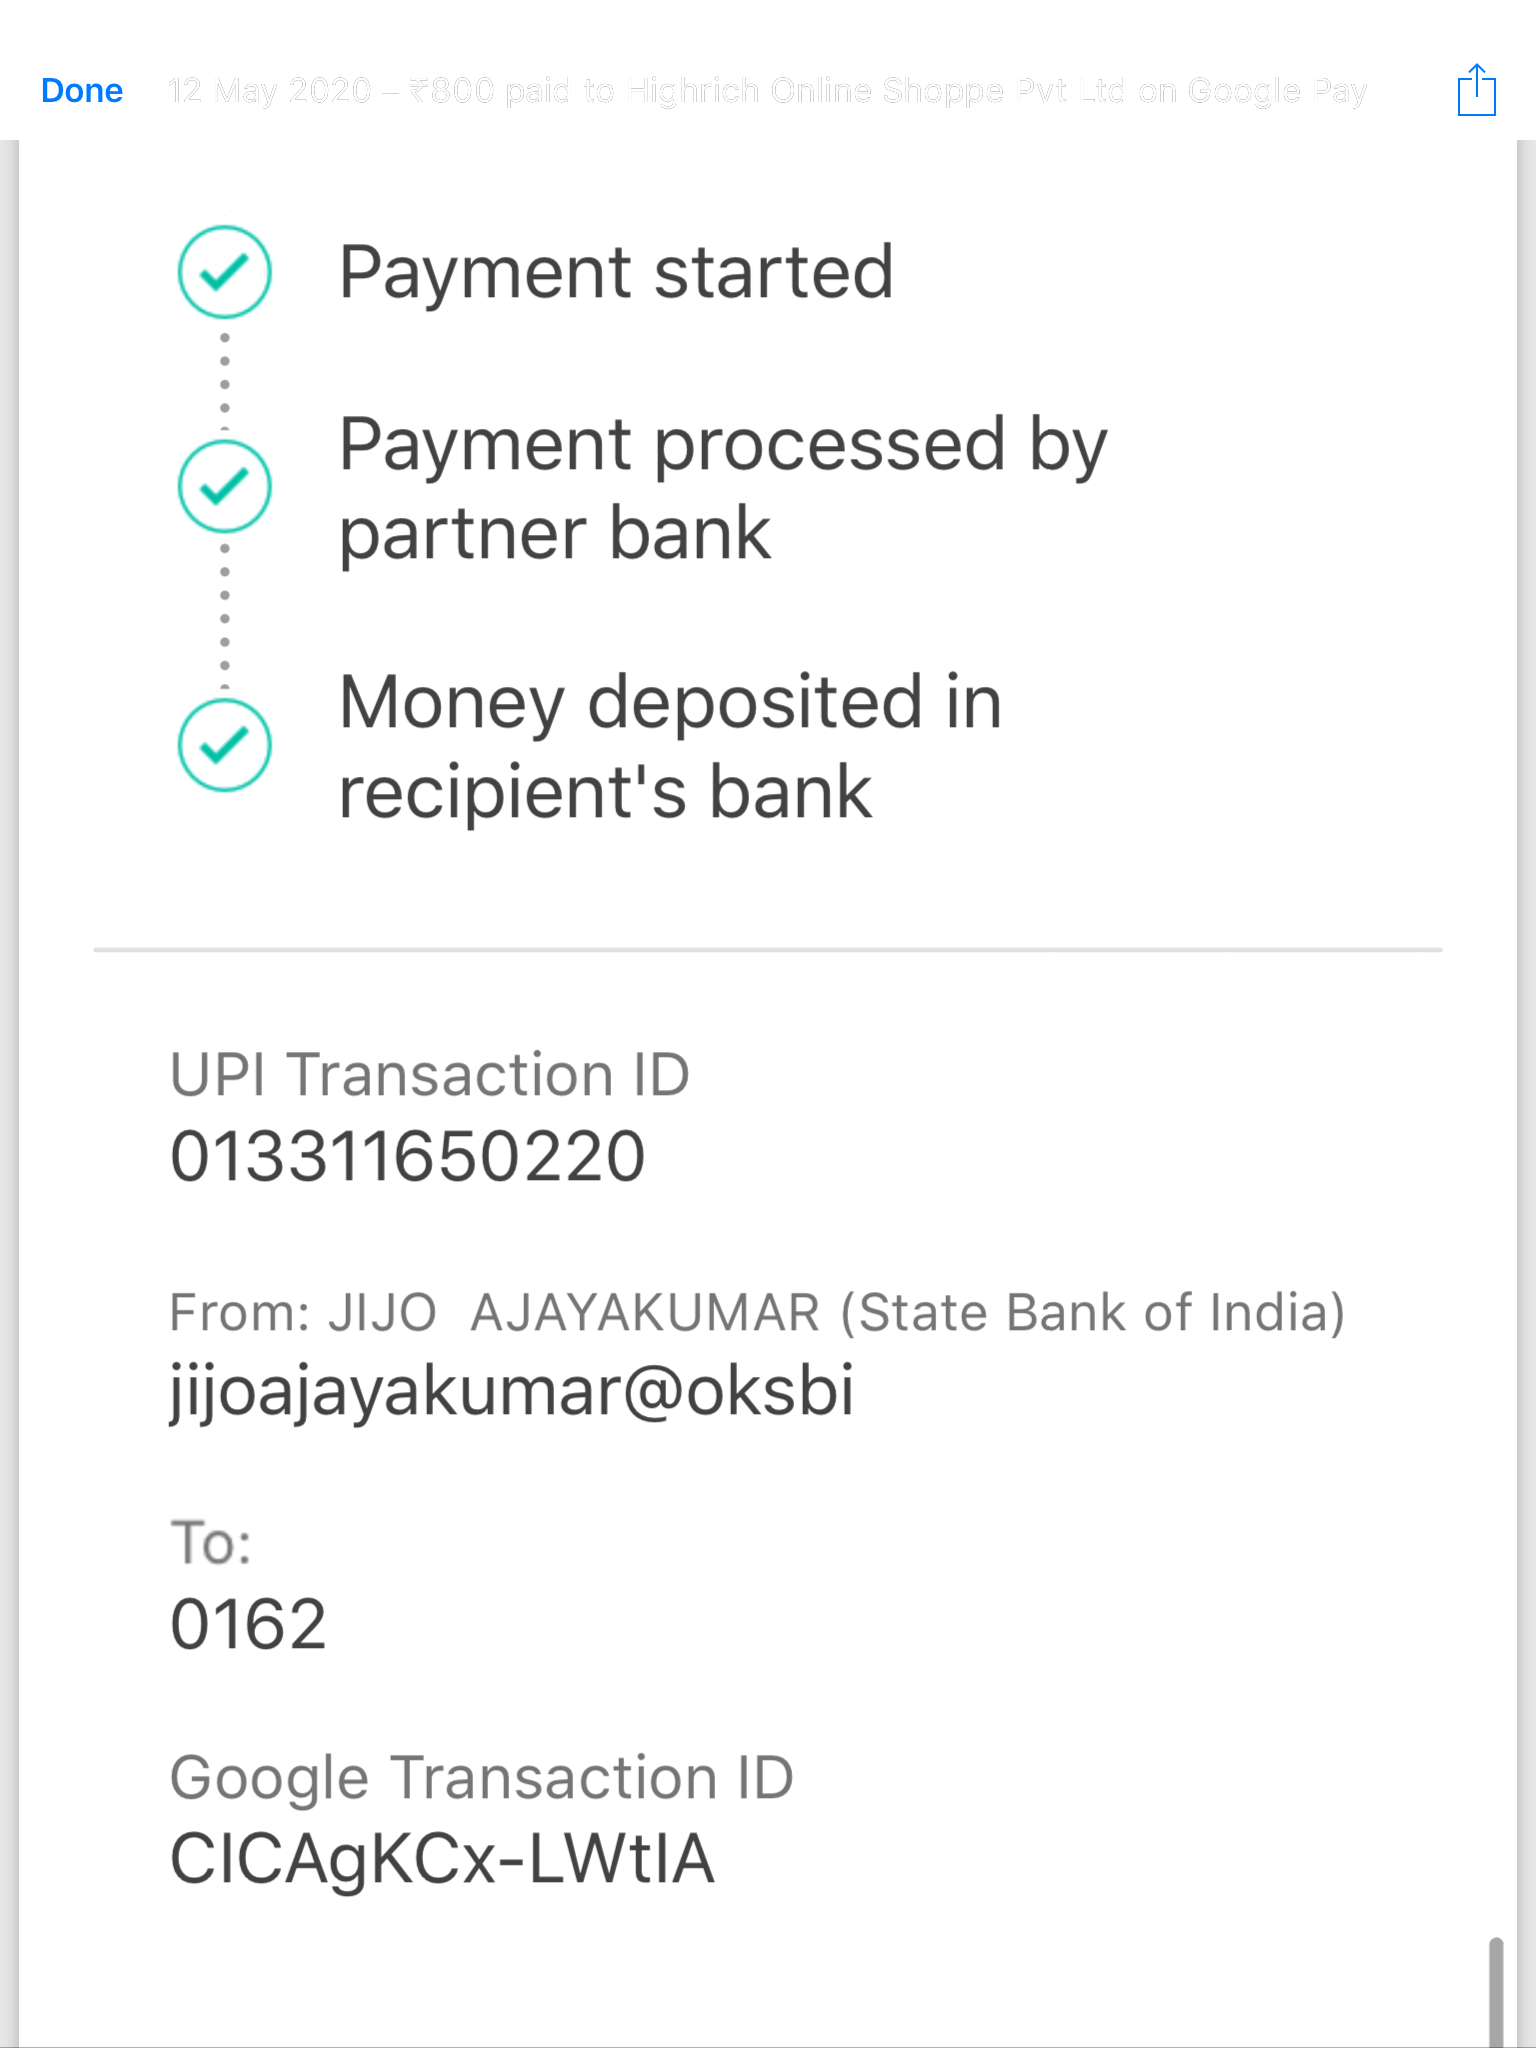 Done 12 May 2020 – ₹800 paid to Highrich Online Shoppe Pvt Ltd on Google Pay
Payment started
Payment processed by
partner bank
Money deposited in
recipient's bank
UPI Transaction ID
013311650220
From: JIJO  AJAYAKUMAR (State Bank of India)
jijoajayakumar@oksbi
To:
0162
Google Transaction ID
CICAgKCx-LWtIA